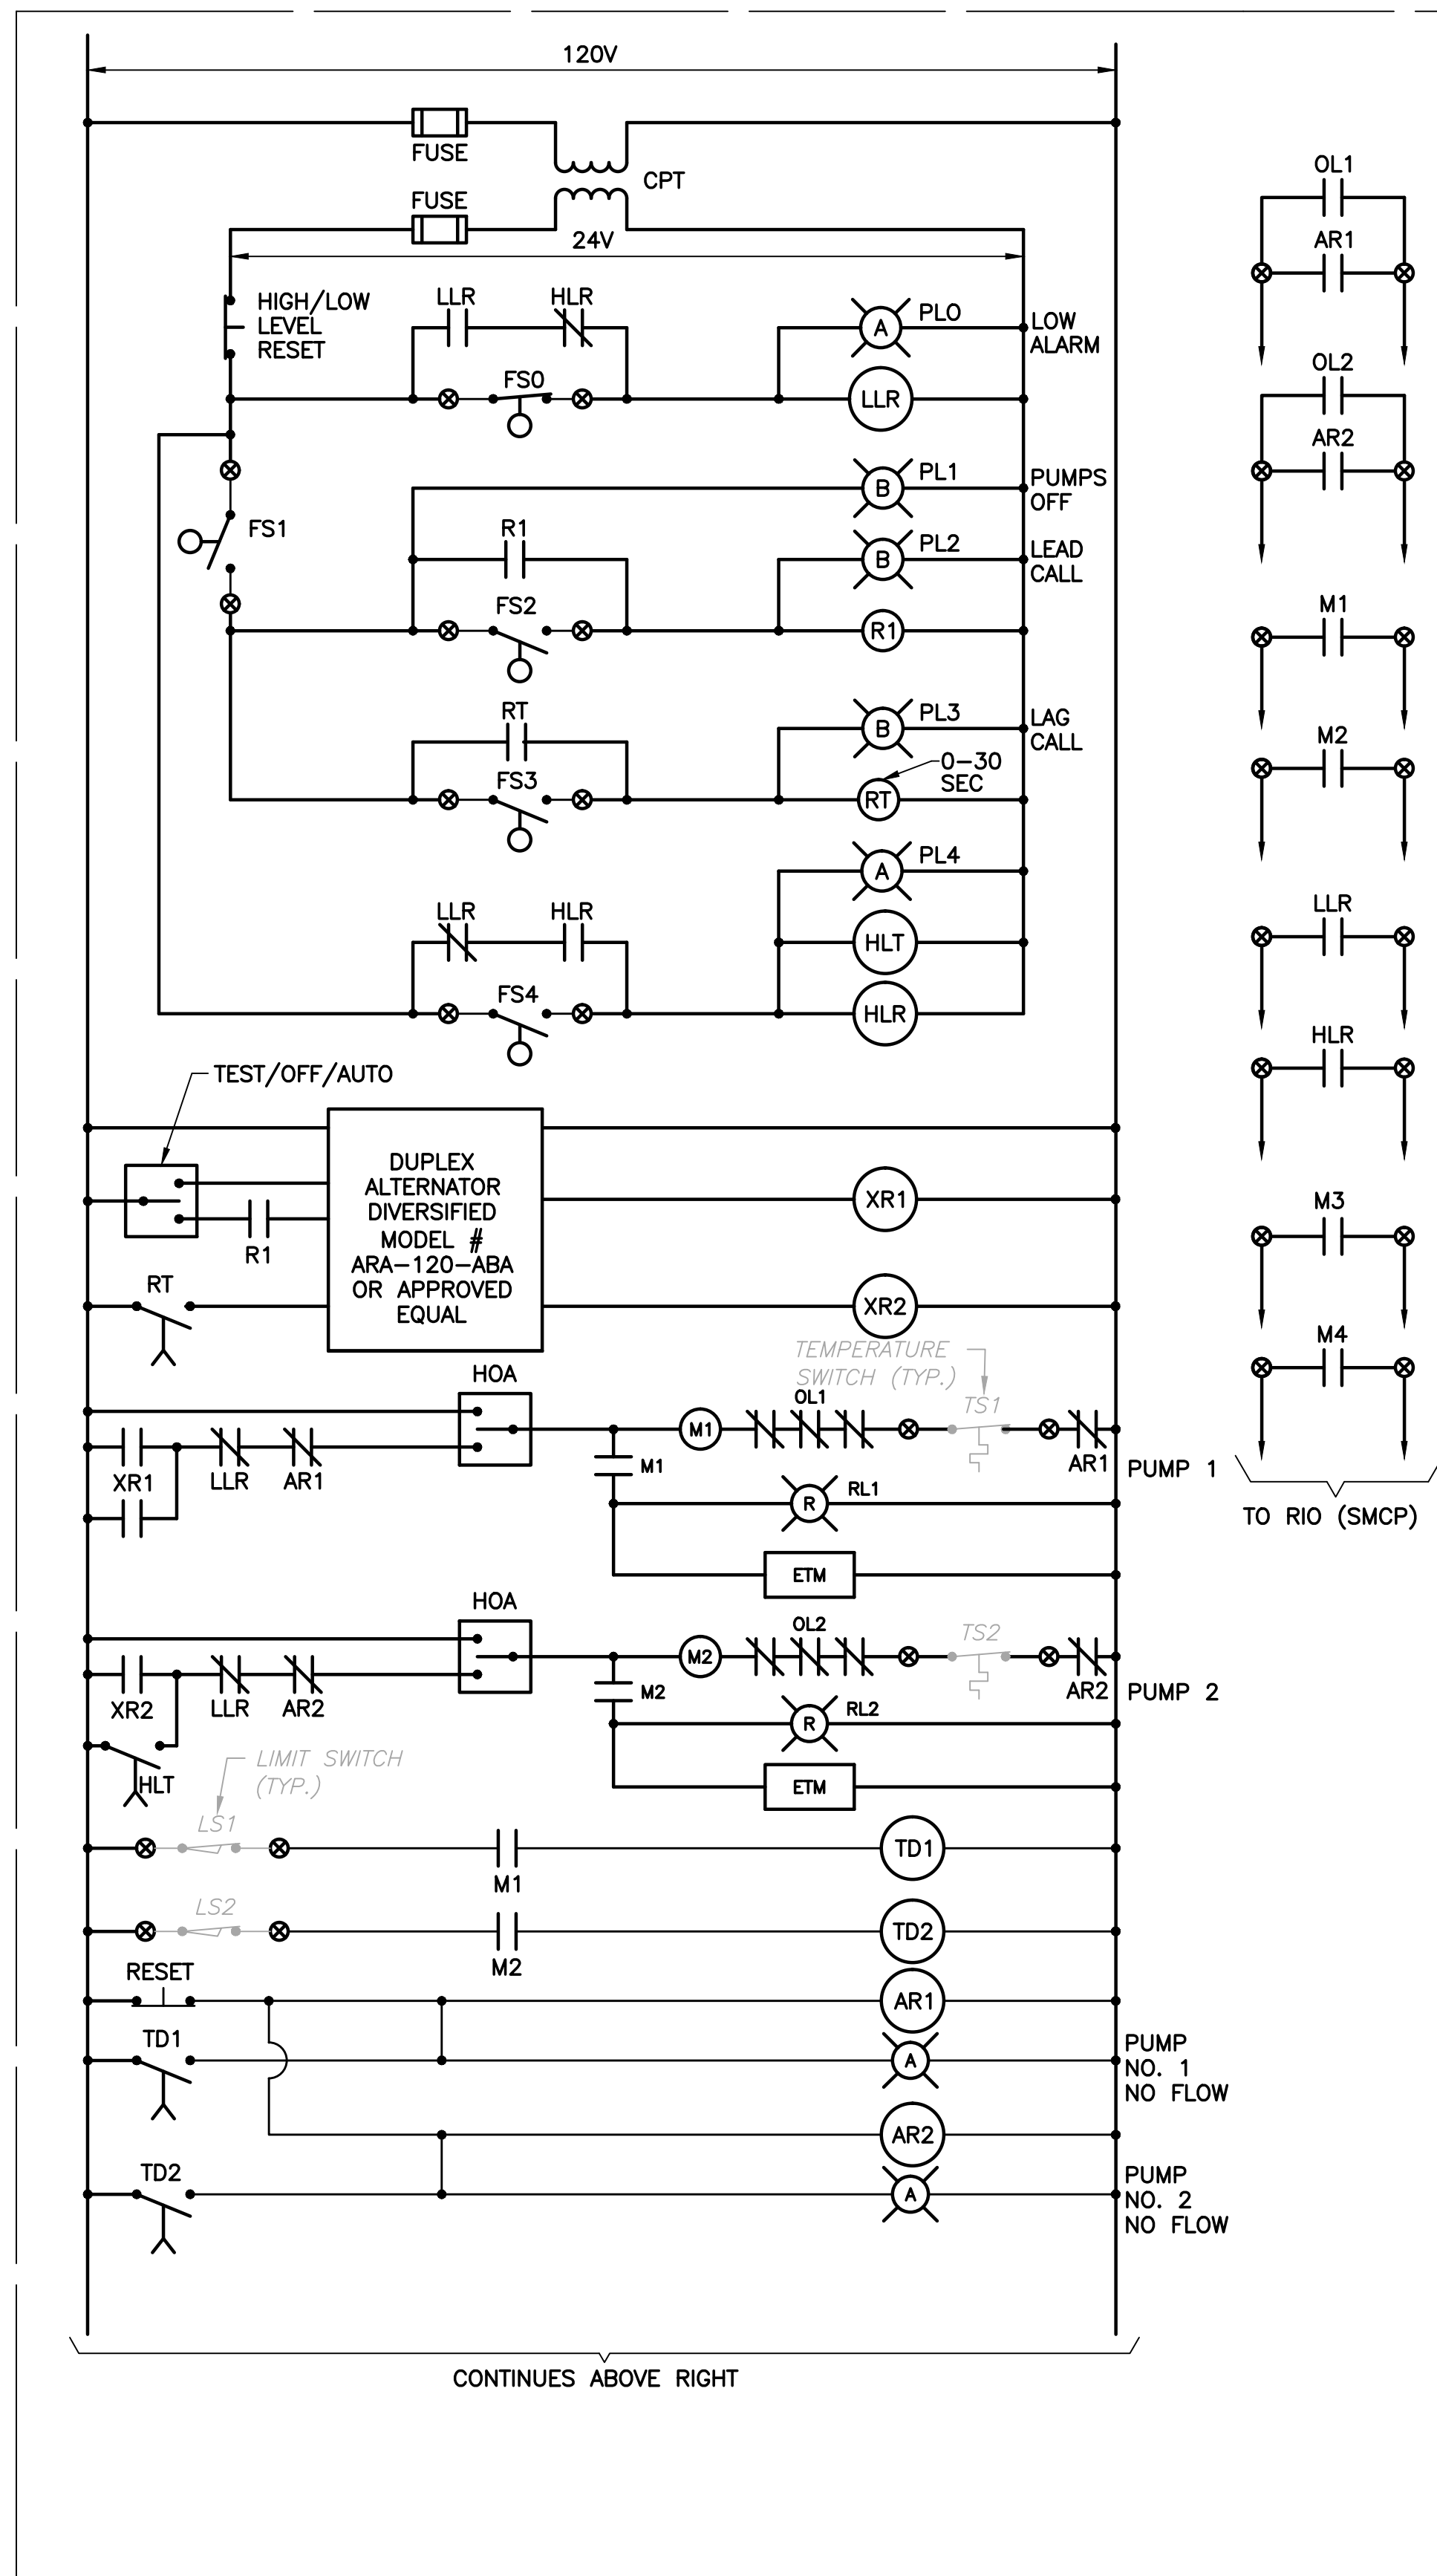 120V
FUSE
CPT
FUSE
24V
HIGH/LOW
LEVEL
RESET
LLR
HLR
PL0
LOW
ALARM
A
FS0
LLR
FS1
PL1
PUMPS
OFF
B
R1
PL2
LEAD
CALL
B
FS2
R1
RT
PL3
LAG
CALL
B
0-30
SEC
FS3
RT
PL4
A
LLR
HLR
HLT
FS4
HLR
TEST/OFF/AUTO
DUPLEX
ALTERNATOR
DIVERSIFIED
MODEL #
ARA-120-ABA
OR APPROVED
EQUAL
XR1
R1
RT
XR2
TEMPERATURE
SWITCH (TYP.)
HOA
OL1
TS1
M1
XR1
LLR
AR1
M1
AR1
PUMP 1
RL1
R
ETM
HOA
OL2
TS2
M2
XR2
LLR
AR2
M2
AR2
PUMP 2
RL2
R
HLT
ETM
LIMIT SWITCH
(TYP.)
LS1
TD1
M1
LS2
TD2
M2
RESET
AR1
TD1
A
PUMP
NO. 1
NO FLOW
AR2
TD2
A
PUMP
NO. 2
NO FLOW
CONTINUES ABOVE RIGHT
OL1
AR1
OL2
AR2
M1
M2
LLR
HLR
M3
M4
TO RIO (SMCP)